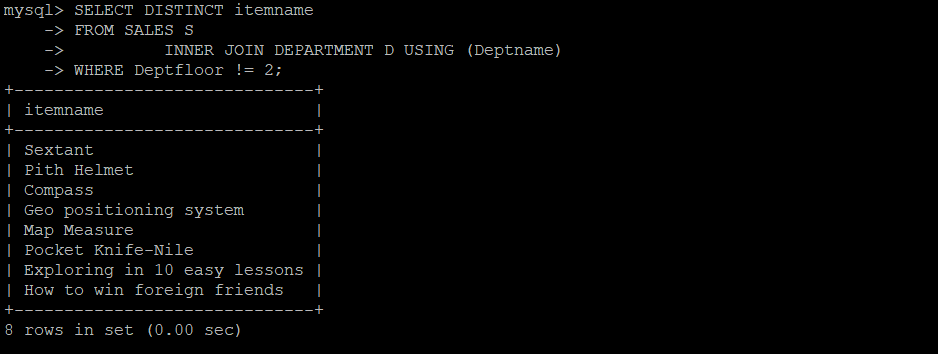 mysql> SELECT DISTINCT itemname
    -> FROM SALES S
    ->          INNER JOIN DEPARTMENT D USING (Deptname)
    -> WHERE Deptfloor != 2;
+------------------------------+
| itemname                     |
+------------------------------+
| Sextant                      |
| Pith Helmet                  |
| Compass                      |
| Geo positioning system       |
| Map Measure                  |
| Pocket Knife-Nile            |
| Exploring in 10 easy lessons |
| How to win foreign friends   |
+------------------------------+
8 rows in set (0.00 sec)